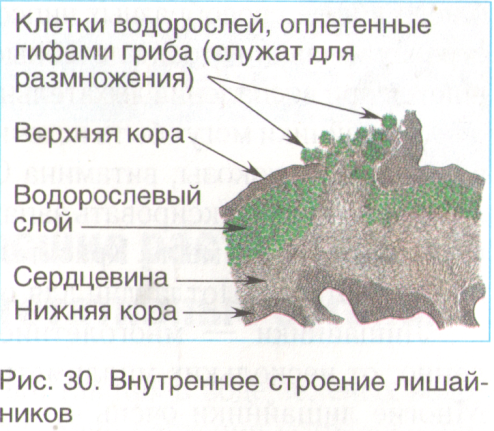 Клетки водорослей, оплетенные
гифами гриба (служат для
размножения)
Верхняя кора
Водорослевый
слой
Сердцевина
Нижняя кора
Рис. 30. Внутреннее строение лишай-
ников